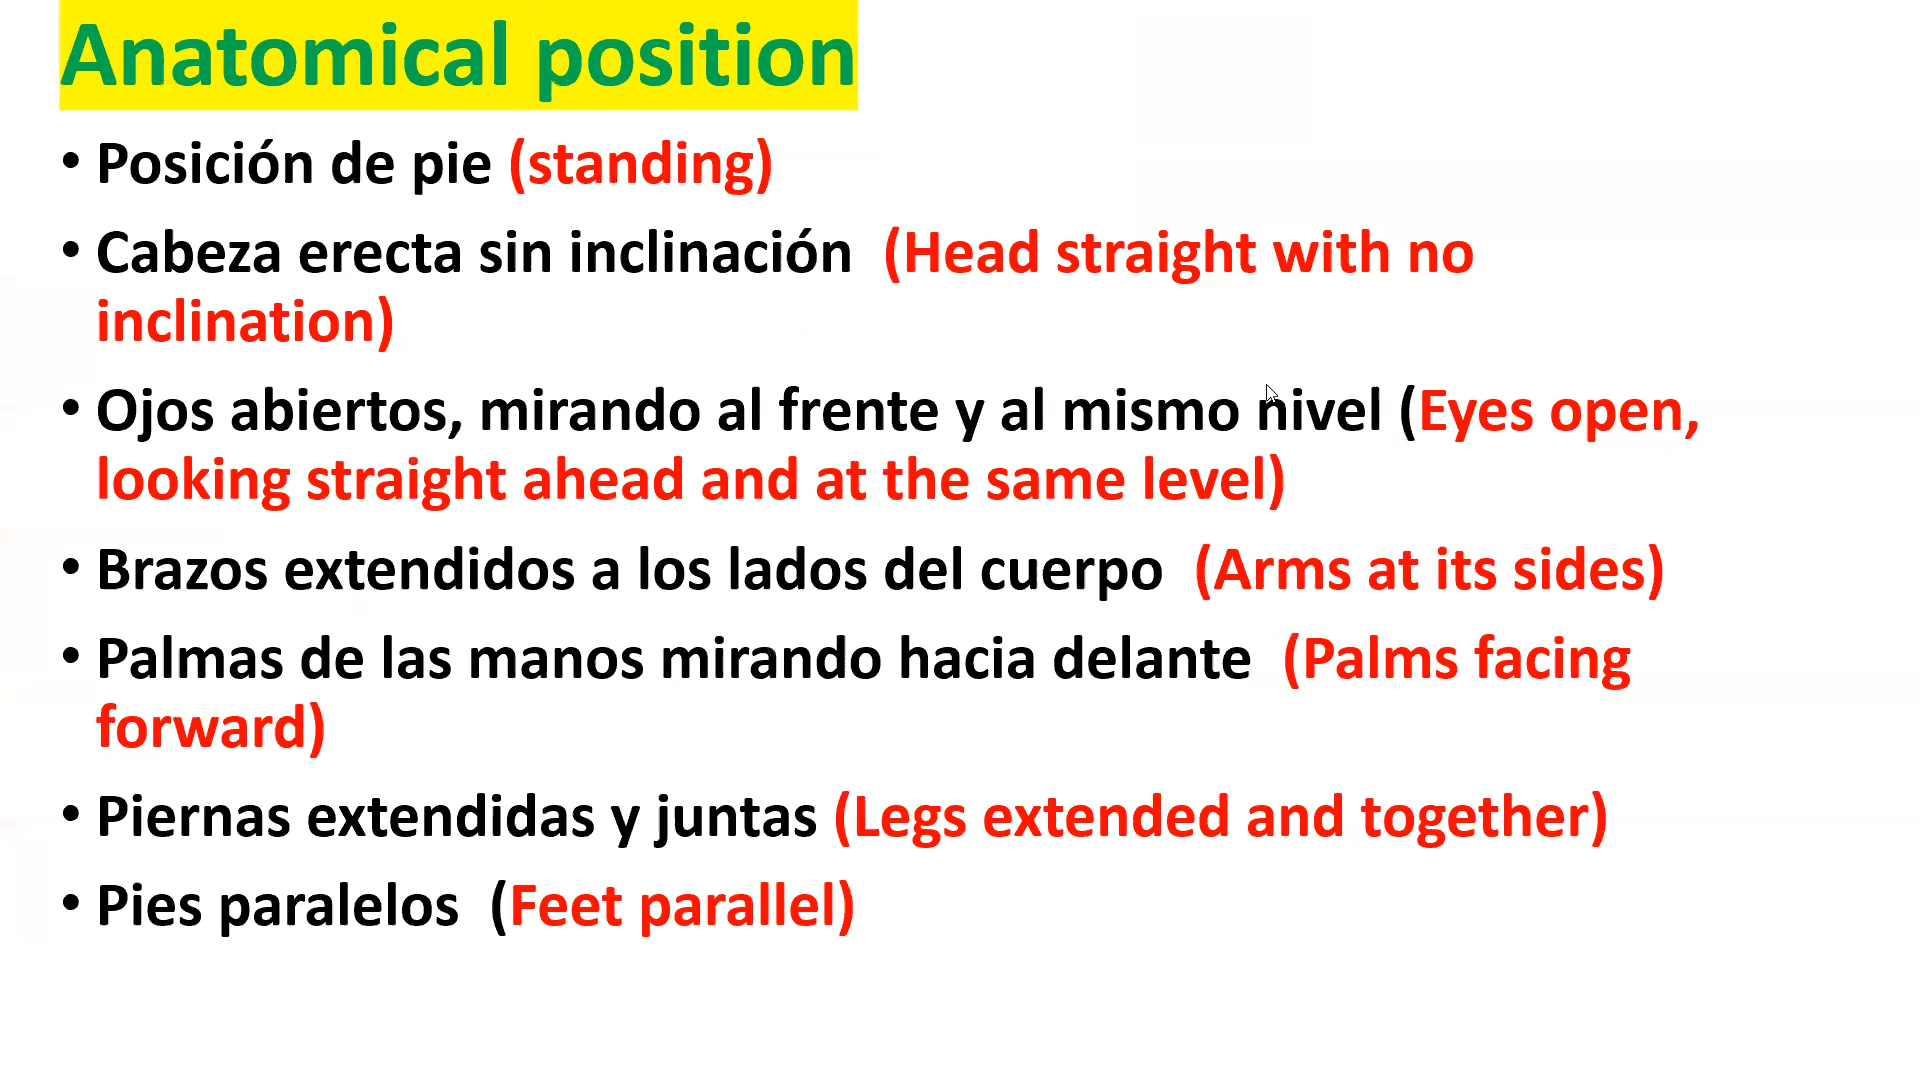 Anatomical position
• Posición de pie (standing)
• Cabeza erecta sin inclinación (Head straight with no
inclination)
• Ojos abiertos, mirando al frente y al mismo nivel (Eyes open,
looking straight ahead and at the same level)
• Brazos extendidos a los lados del cuerpo (Arms at its sides)
• Palmas de las manos mirando hacia delante (Palms facing
forward)
• Piernas extendidas y juntas (Legs extended and together)
• Pies paralelos (Feet parallel)